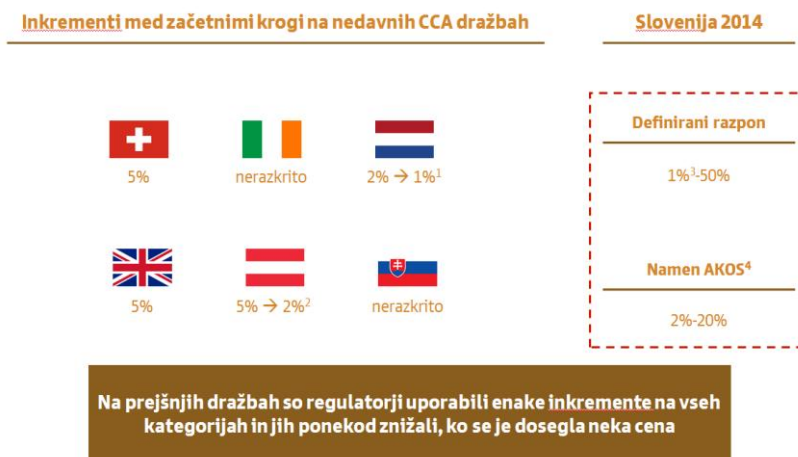 Inkrementi med začetnimi krogi na nedavnih CCA dražbah
Slovenija 2014
5%
nerazkrito
2% → 1%¹
5%
5% → 2%²
nerazkrito
Definirani razpon
1%³-50%
Namen AKOS⁴
2%-20%
Na prejšnjih dražbah so regulatorji uporabili enake inkremente na vseh
kategorijah in jih ponekod znižali, ko se je dosegla neka cena